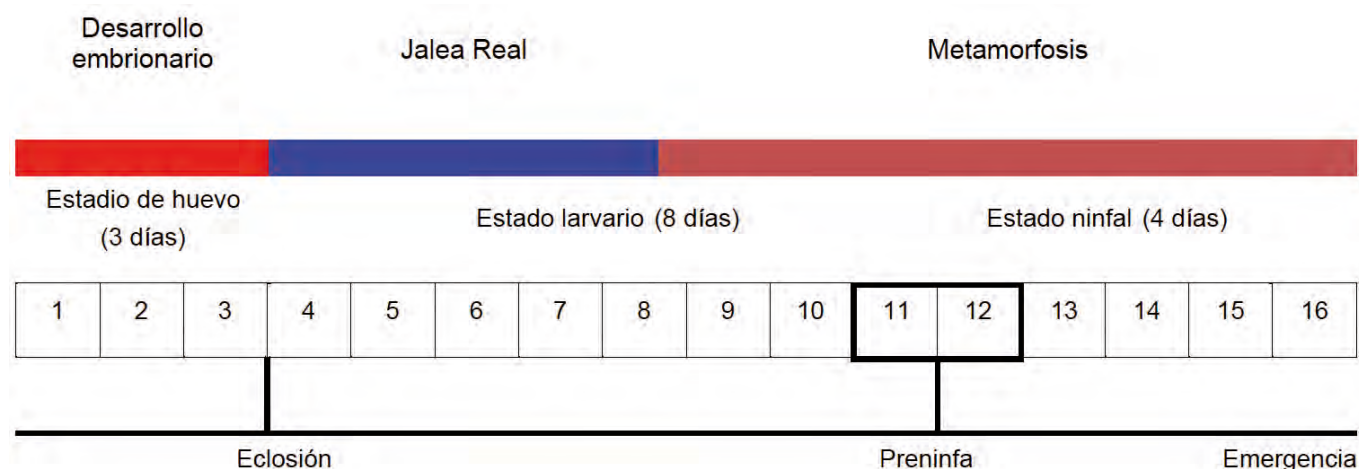 Desarrollo
embrionario
Jalea Real
Metamorfosis
Estadio de huevo
(3 días)
Estado larvario (8 días)
Estado ninfal (4 días)
1 2 3 4 5 6 7 8 9 10 11 12 13 14 15 16
Eclosión
Preninfa
Emergencia